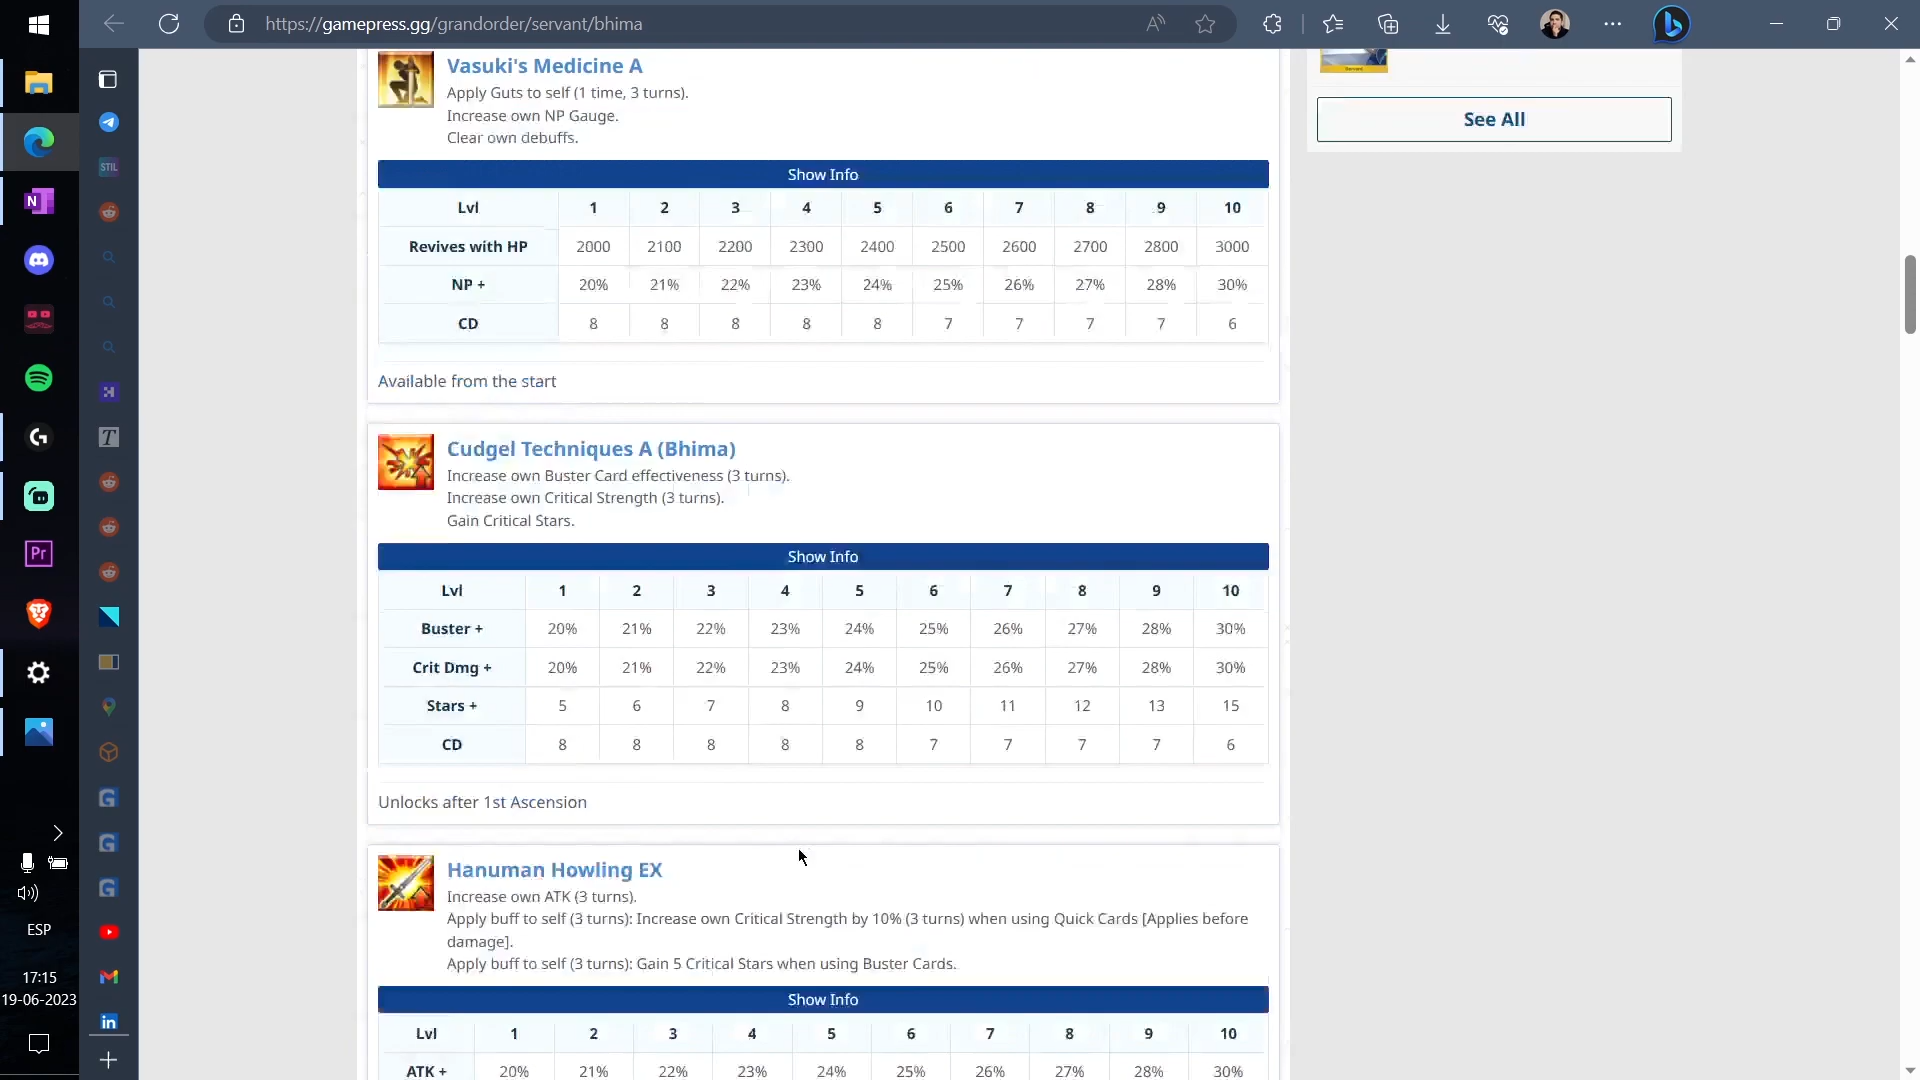 https://gamepress.gg/grandorder/servant/bhima
Vasuki's Medicine A
Apply Guts to self (1 time, 3 turns).
Increase own NP Gauge.
Clear own debuffs.
Show Info
Lvl 1 2 3 4 5 6 7 8 9 10
Revives with HP 2000 2100 2200 2300 2400 2500 2600 2700 2800 3000
NP + 20% 21% 22% 23% 24% 25% 26% 27% 28% 30%
CD 8 8 8 8 8 7 7 7 7 6
Available from the start
Cudgel Techniques A (Bhima)
Increase own Buster Card effectiveness (3 turns).
Increase own Critical Strength (3 turns).
Gain Critical Stars.
Show Info
Lvl 1 2 3 4 5 6 7 8 9 10
Buster + 20% 21% 22% 23% 24% 25% 26% 27% 28% 30%
Crit Dmg + 20% 21% 22% 23% 24% 25% 26% 27% 28% 30%
Stars + 5 6 7 8 9 10 11 12 13 15
CD 8 8 8 8 8 7 7 7 7 6
Unlocks after 1st Ascension
Hanuman Howling EX
Increase own ATK (3 turns).
Apply buff to self (3 turns): Increase own Critical Strength by 10% (3 turns) when using Quick Cards [Applies before
damage].
Apply buff to self (3 turns): Gain 5 Critical Stars when using Buster Cards.
Show Info
Lvl 1 2 3 4 5 6 7 8 9 10
ATK + 20% 21% 22% 23% 24% 25% 26% 27% 28% 30%
See All
STIL
N
Pr
T
in
ESP
17:15
19-06-2023